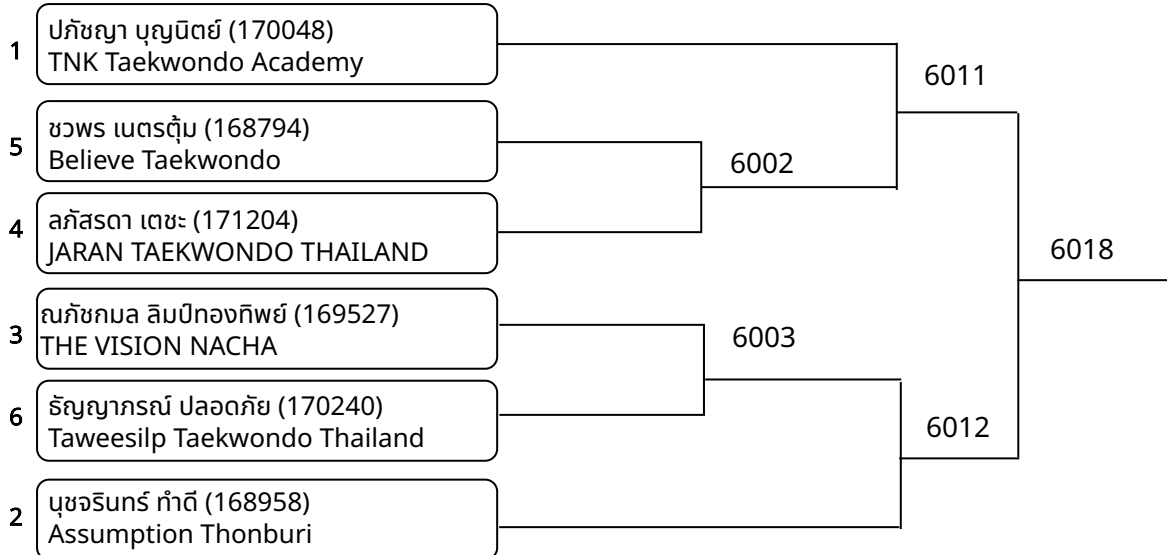 1
ปภัชญา บุญนิตย์ (170048)
TNK Taekwondo Academy
6011
5
ชวพร เนตรตุ้ม (168794)
Believe Taekwondo
6002
4
ลภัสรดา เตชะ (171204)
JARAN TAEKWONDO THAILAND
6018
3
ณภัชกมล ลิมป์ทองทิพย์ (169527)
THE VISION NACHA
6003
6
ธัญญาภรณ์ ปลอดภัย (170240)
Taweesilp Taekwondo Thailand
6012
2
นุชจรินทร์ ทำดี (168958)
Assumption Thonburi